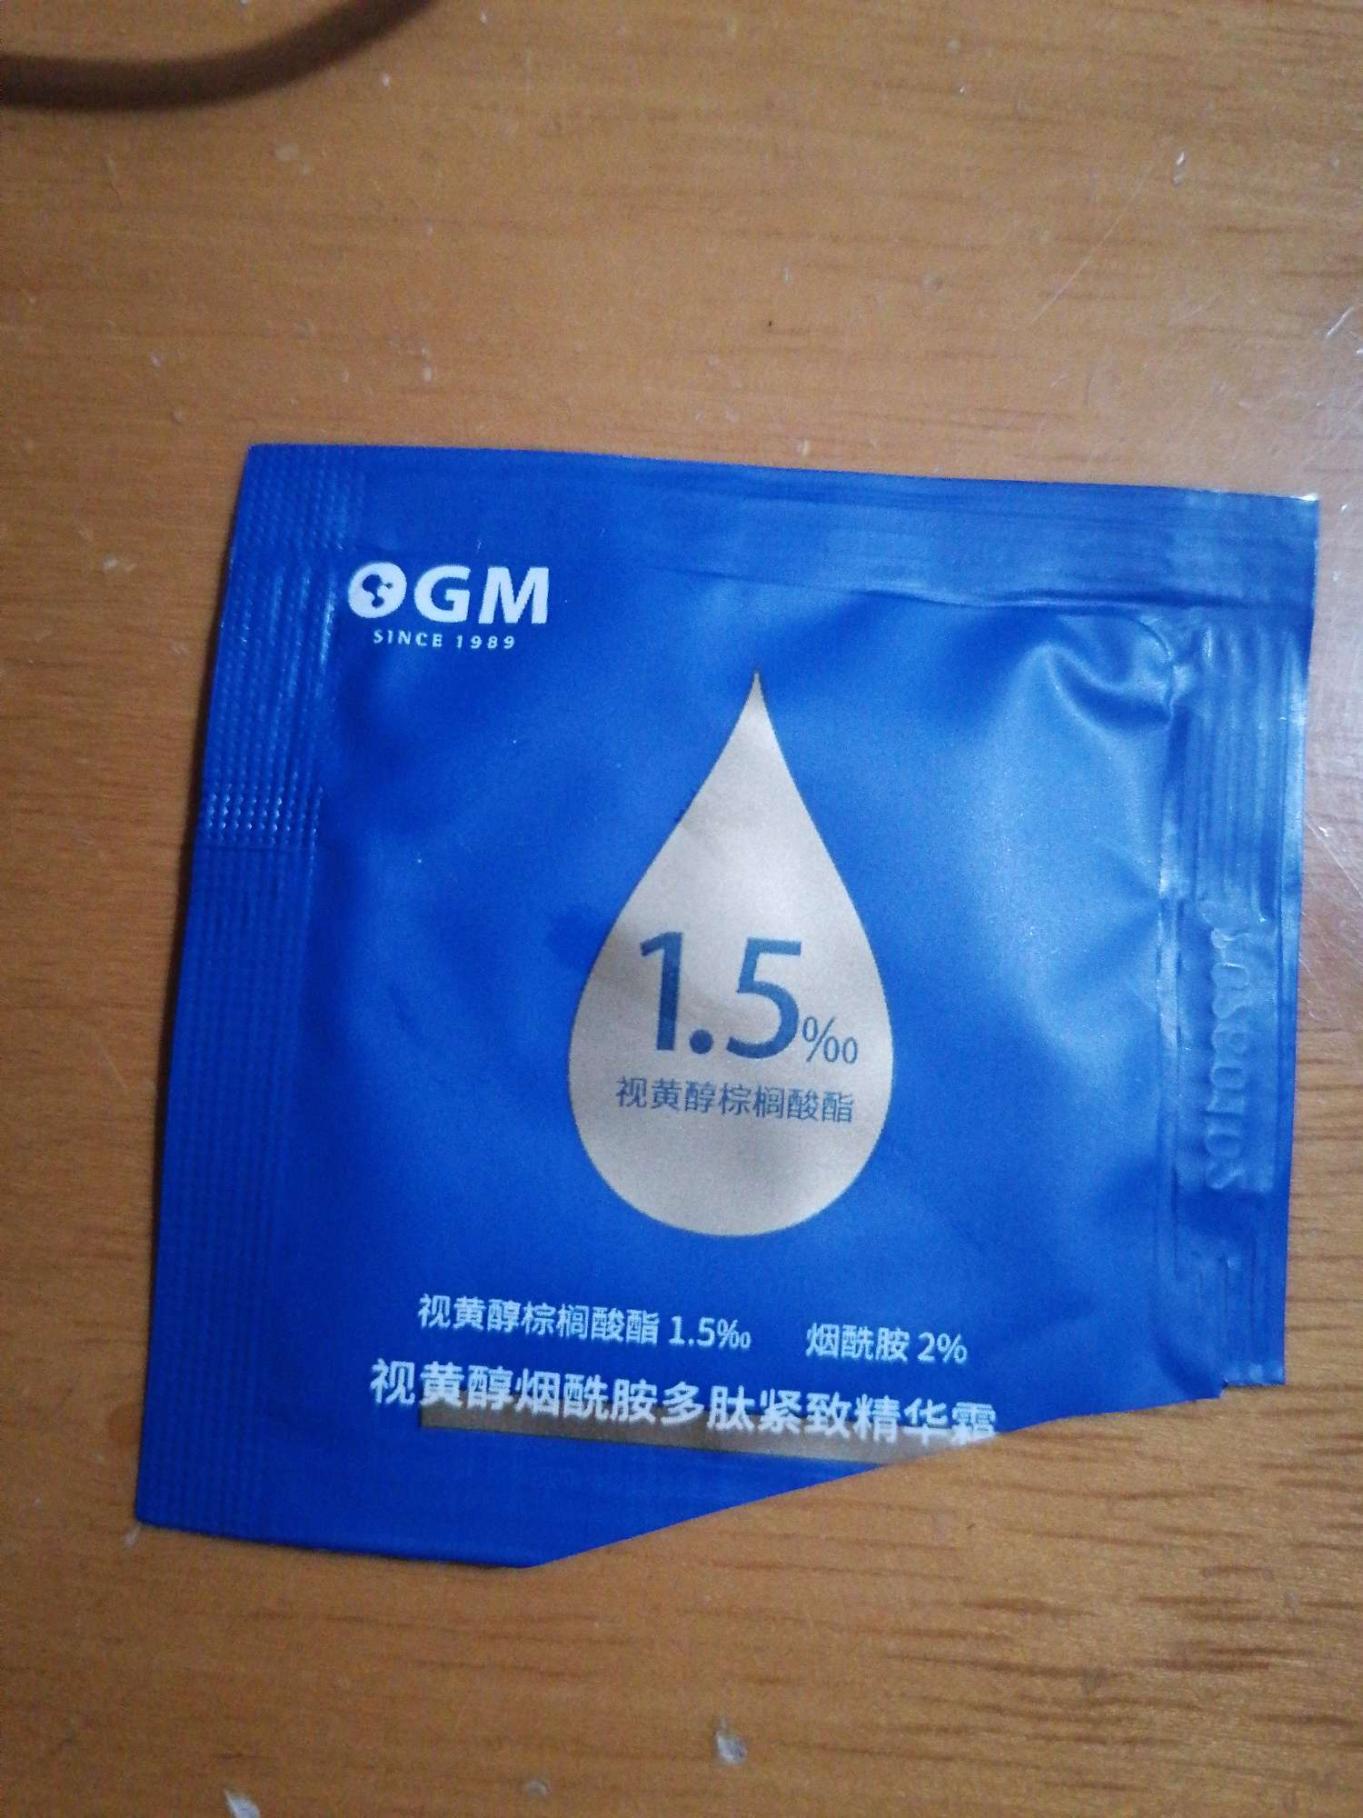 OGM
SINCE 1989
1.5‰
视黄醇棕榈酸酯
视黄醇棕榈酸酯 1.5‰ 烟酰胺 2%
视黄醇烟酰胺多肽紧致精华霜